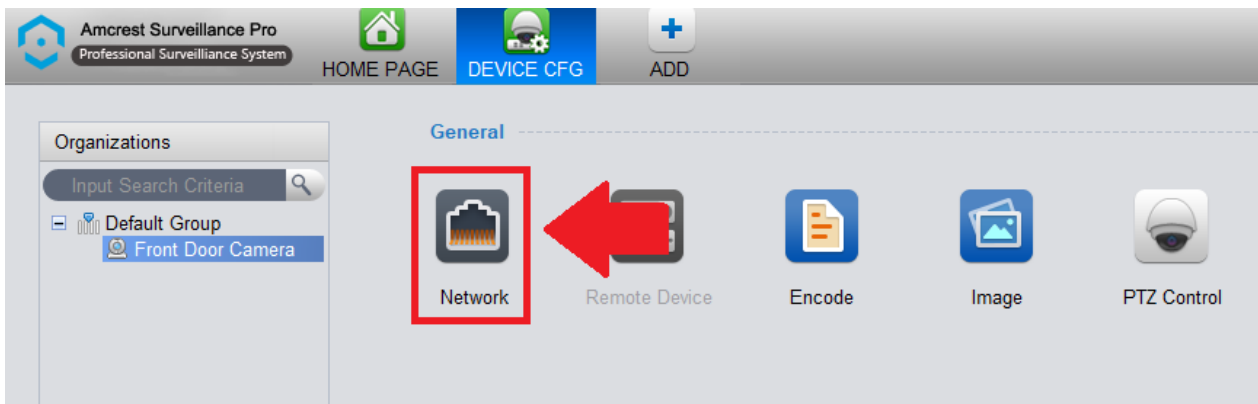 Amcrest Surveillance Pro
Professional Surveilliance System
HOME PAGE
DEVICE CFG
ADD
Organizations
Input Search Criteria
Default Group
Front Door Camera
General
Network
Remote Device
Encode
Image
PTZ Control